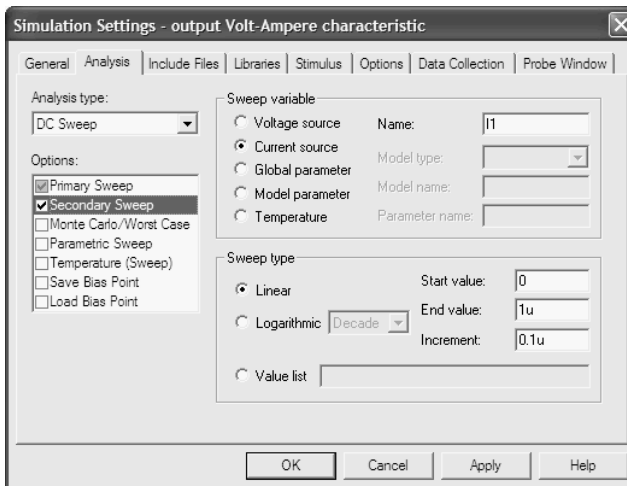 Simulation Settings - output Volt-Ampere characteristic
General Analysis Include Files Libraries Stimulus Options Data Collection Probe Window
Analysis type:
DC Sweep
Options:
Primary Sweep
Secondary Sweep
Monte Carlo/Worst Case
Parametric Sweep
Temperature (Sweep)
Save Bias Point
Load Bias Point
Sweep variable
Voltage source
Current source
Global parameter
Model parameter
Temperature
Name: I1
Model type:
Model name:
Parameter name:
Sweep type
Linear
Logarithmic Decade
Value list
Start value: 0
End value: 1u
Increment: 0.1u
OK Cancel Apply Help